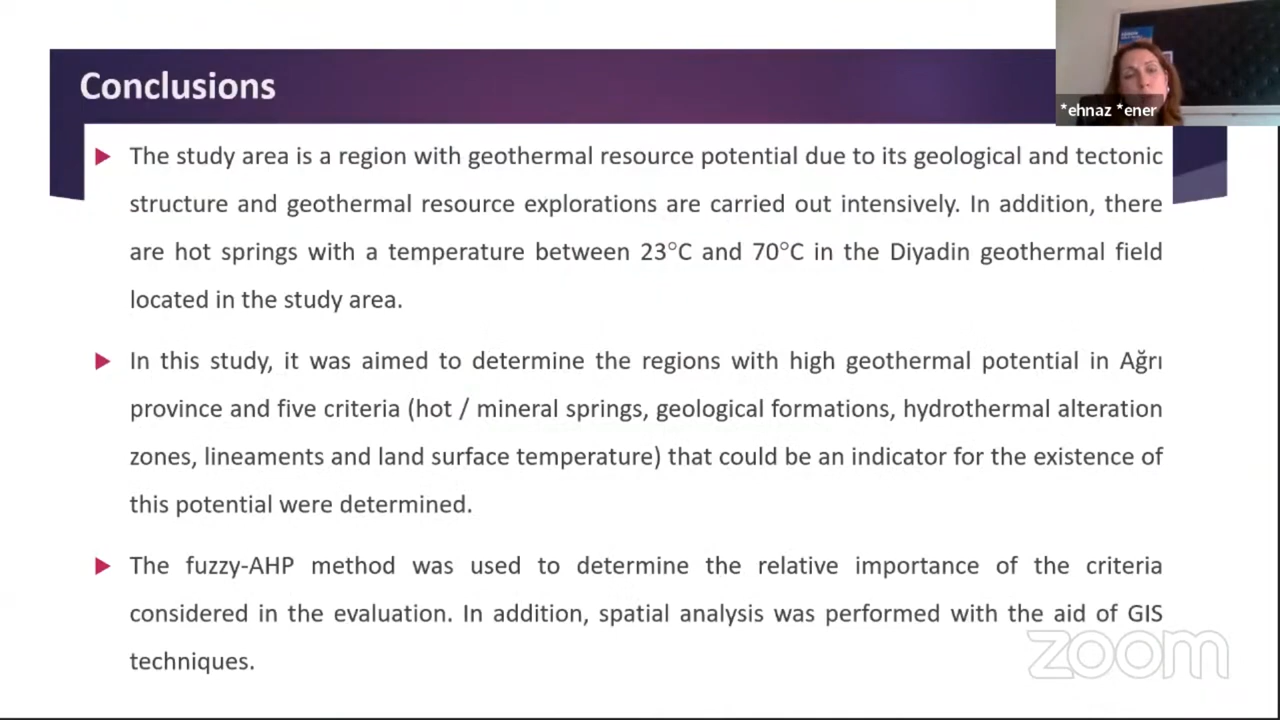 Conclusions
*ehnaz *ener
The study area is a region with geothermal resource potential due to its geological and tectonic
structure and geothermal resource explorations are carried out intensively. In addition, there
are hot springs with a temperature between 23°C and 70°C in the Diyadin geothermal field
located in the study area.
In this study, it was aimed to determine the regions with high geothermal potential in Ağrı
province and five criteria (hot / mineral springs, geological formations, hydrothermal alteration
zones, lineaments and land surface temperature) that could be an indicator for the existence of
this potential were determined.
The fuzzy-AHP method was used to determine the relative importance of the criteria
considered in the evaluation. In addition, spatial analysis was performed with the aid of GIS
techniques.
zoom